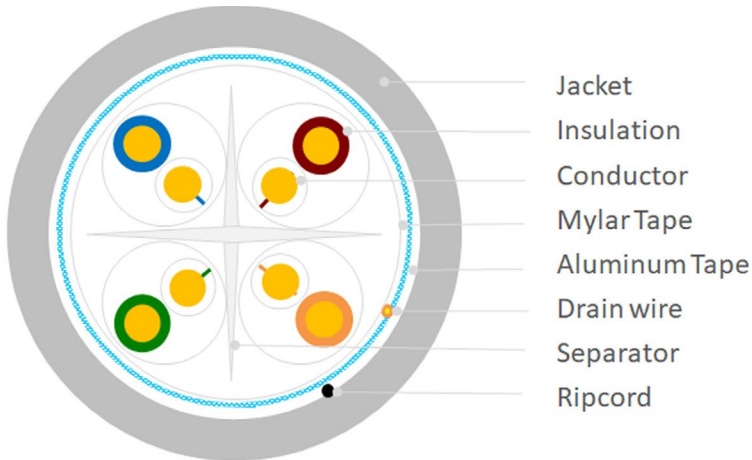 Jacket
Insulation
Conductor
Mylar Tape
Aluminum Tape
Drain wire
Separator
Ripcord